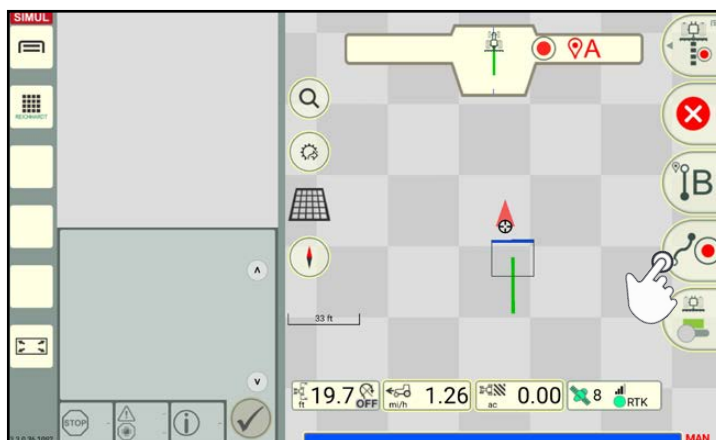 SIMUL
A
REICHHARDT
B
33 ft
ft 19.7 OFF
mi/h 1.26
ac 0.00
8 RTK
STOP
MAN